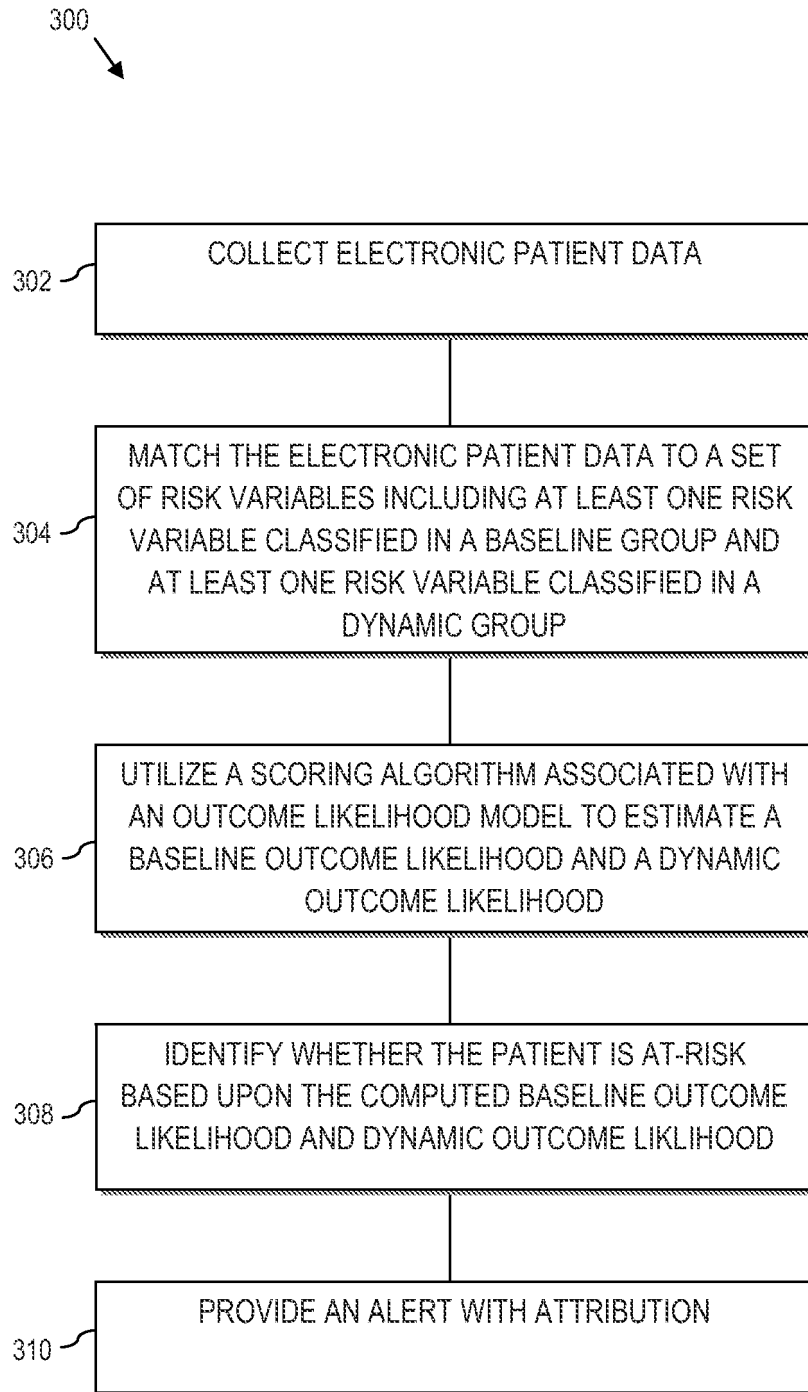 300
302
COLLECT ELECTRONIC PATIENT DATA
304
MATCH THE ELECTRONIC PATIENT DATA TO A SET
OF RISK VARIABLES INCLUDING AT LEAST ONE RISK
VARIABLE CLASSIFIED IN A BASELINE GROUP AND
AT LEAST ONE RISK VARIABLE CLASSIFIED IN A
DYNAMIC GROUP
306
UTILIZE A SCORING ALGORITHM ASSOCIATED WITH
AN OUTCOME LIKELIHOOD MODEL TO ESTIMATE A
BASELINE OUTCOME LIKELIHOOD AND A DYNAMIC
OUTCOME LIKELIHOOD
308
IDENTIFY WHETHER THE PATIENT IS AT-RISK
BASED UPON THE COMPUTED BASELINE OUTCOME
LIKELIHOOD AND DYNAMIC OUTCOME LIKLIHOOD
310
PROVIDE AN ALERT WITH ATTRIBUTION